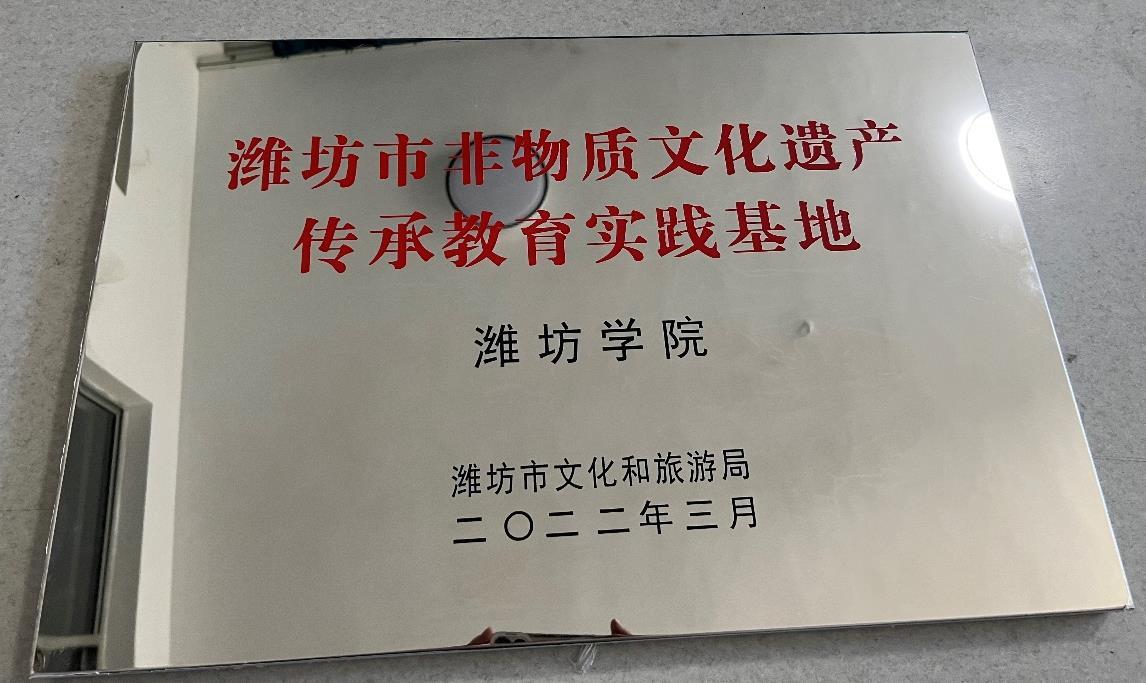 潍坊市非物质文化遗产
传承教育实践基地
潍坊学院
潍坊市文化和旅游局
二〇二二年三月